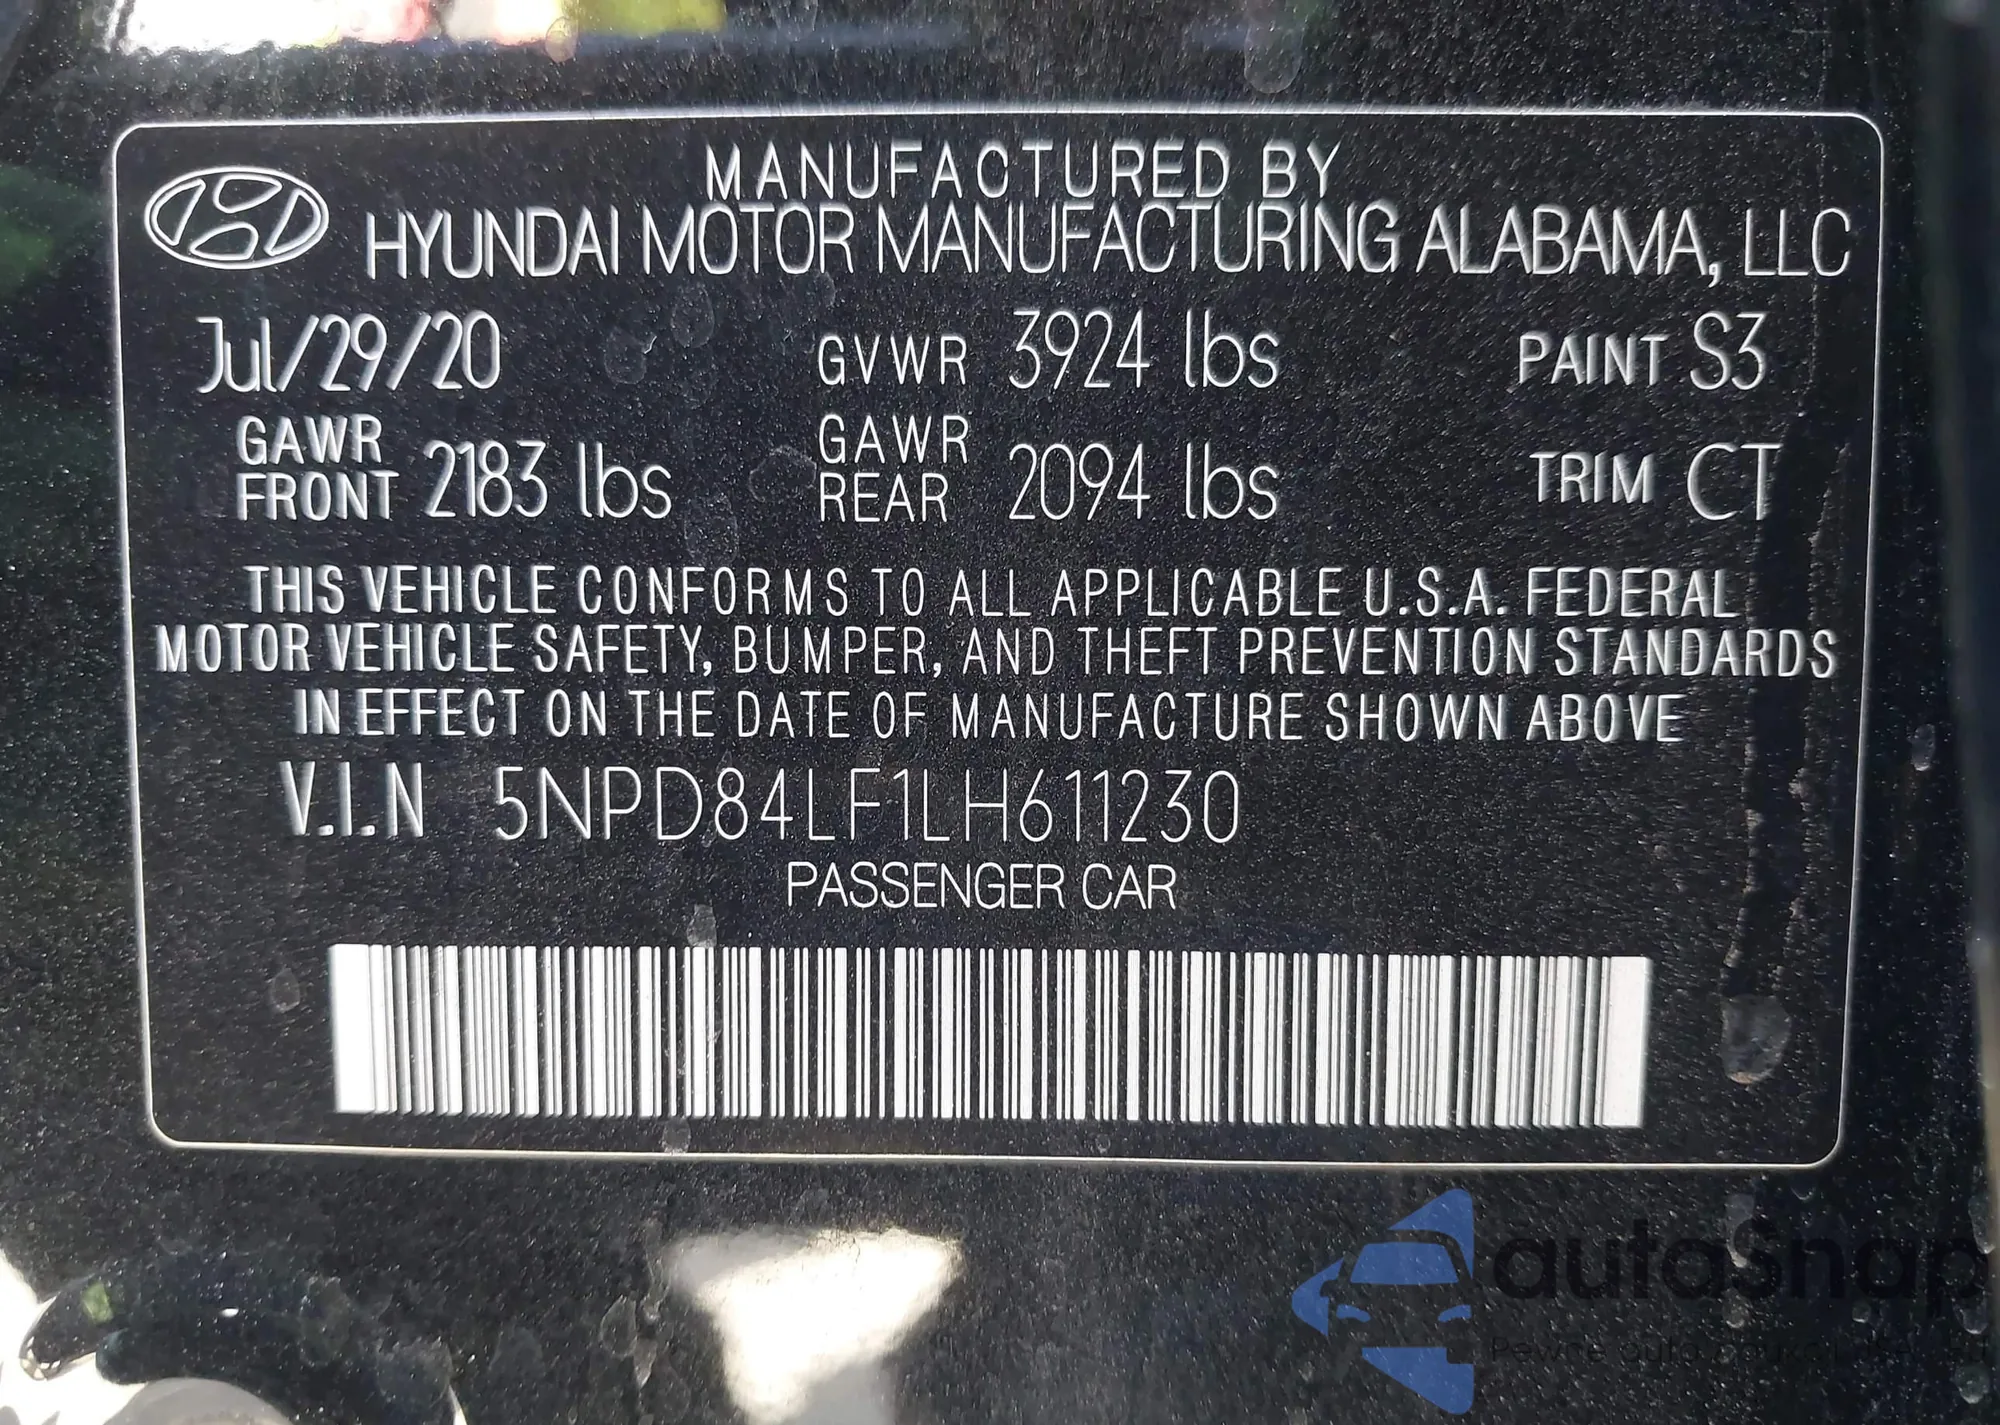 MANUFACTURED BY
HYUNDAI MOTOR MANUFACTURING ALABAMA, LLC
Jul/29/20 GVWR 3924 lbs PAINT S3
GAWR FRONT 2183 lbs GAWR REAR 2094 lbs TRIM CT
THIS VEHICLE CONFORMS TO ALL APPLICABLE U.S.A. FEDERAL
MOTOR VEHICLE SAFETY, BUMPER, AND THEFT PREVENTION STANDARDS
IN EFFECT ON THE DATE OF MANUFACTURE SHOWN ABOVE
V.I.N 5NPD84LF1LH611230
PASSENGER CAR
autoSnap
Pewne auto